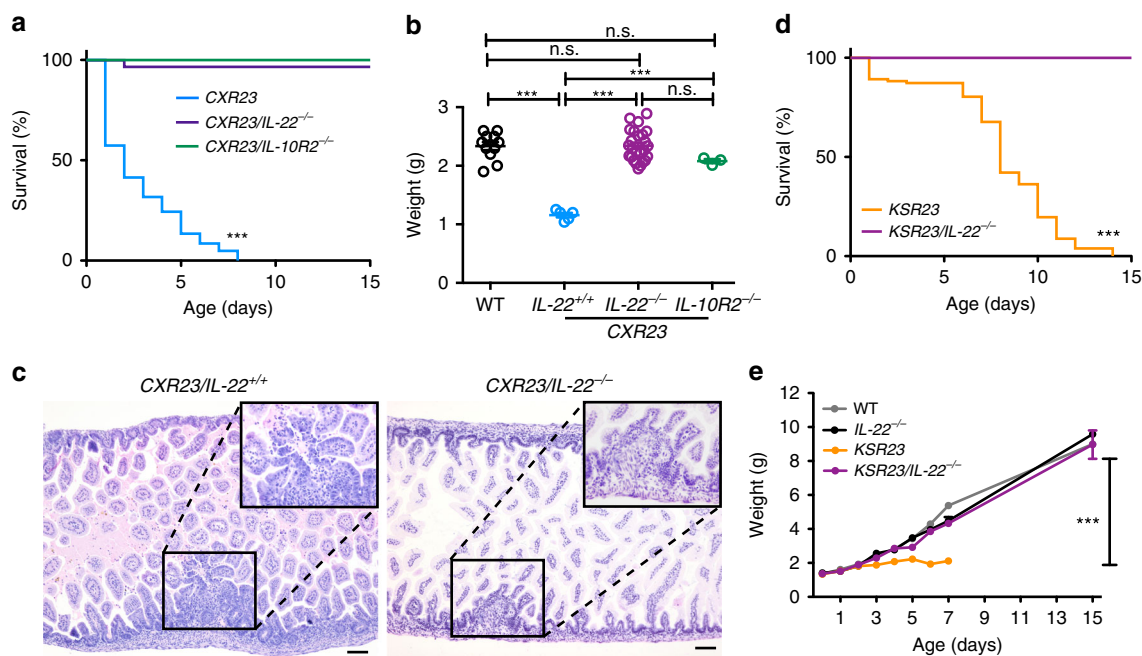 a
100
50
0
Survival (%)
0 5 10 15
Age (days)
CXR23
CXR23/IL-22⁻/⁻
CXR23/IL-10R2⁻/⁻
***
b
n.s.
n.s.
***
*** *** n.s.
3
2
1
0
Weight (g)
WT IL-22⁺/⁺ IL-22⁻/⁻ IL-10R2⁻/⁻
CXR23
d
100
50
0
Survival (%)
0 5 10 15
Age (days)
KSR23
KSR23/IL-22⁻/⁻
***
c
CXR23/IL-22⁺/⁺
CXR23/IL-22⁻/⁻
e
12
10
8
6
4
2
0
Weight (g)
WT
IL-22⁻/⁻
KSR23
KSR23/IL-22⁻/⁻
***
1 3 5 7 9 11 13 15
Age (days)